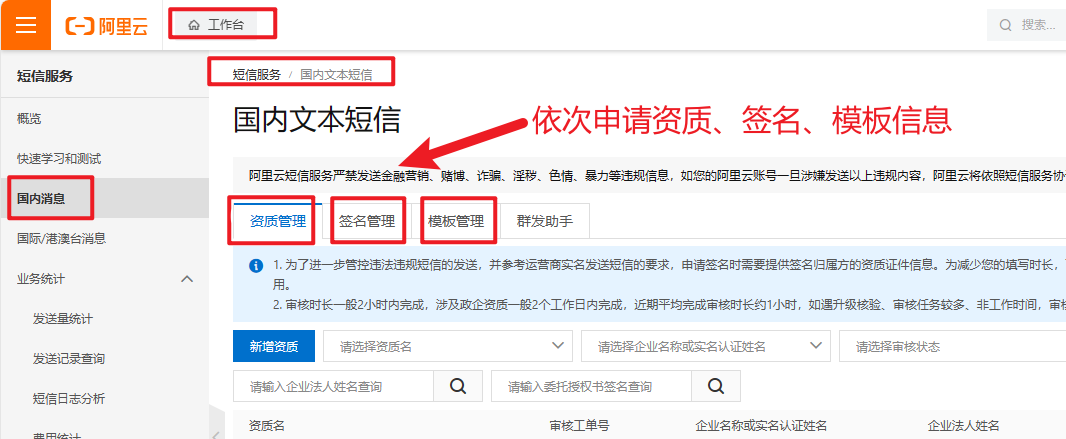 阿里云
工作台
搜索...
短信服务
概览
快速学习和测试
国内消息
国际/港澳台消息
业务统计
发送量统计
发送记录查询
短信日志分析
费用统计
短信服务 / 国内文本短信
国内文本短信
依次申请资质、签名、模板信息
阿里云短信服务严禁发送金融营销、赌博、诈骗、淫秽、色情、暴力等违规信息，如您的阿里云账号一旦涉嫌发送以上违规内容，阿里云将依照短信服务协
资质管理
签名管理
模板管理
群发助手
1. 为了进一步管控违法违规短信的发送，并参考运营商实名发送短信的要求，申请签名时需要提供签名归属方的资质证件信息。为减少您的填写时长，
用。
2. 审核时长一般2小时内完成，涉及政企资质一般2个工作日内完成，近期平均完成审核时长约1小时，如遇升级核验、审核任务较多、非工作时间，审核
新增资质
请选择资质名
请选择企业名称或实名认证姓名
请选择审核状态
请输入企业法人姓名查询
请输入委托授权书签名查询
资质名
审核工单号
企业名称或实名认证姓名
企业法人姓名